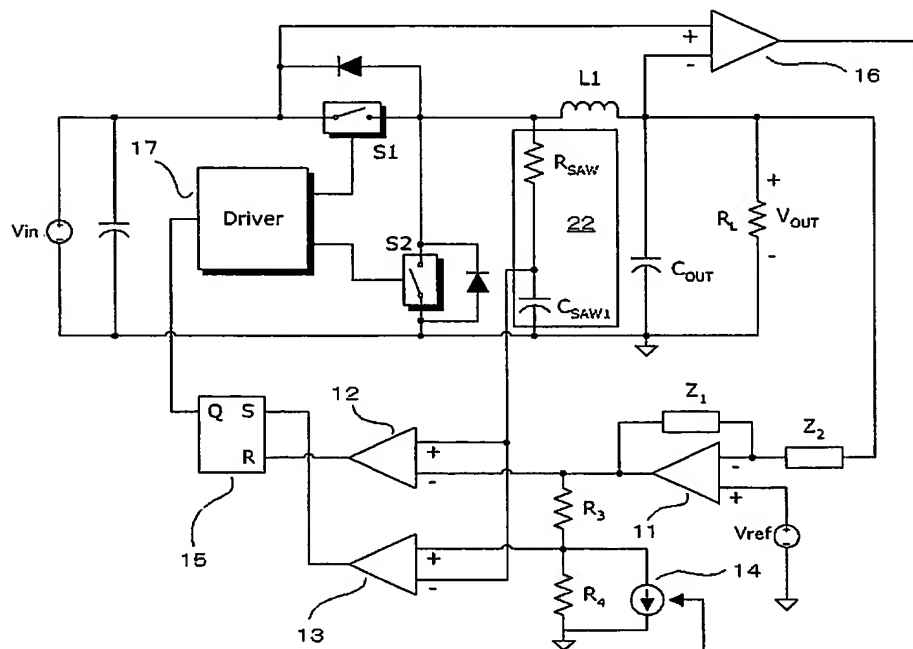 +
-
16
L1
S1
17
R_SAW
+
Driver
22
R_L
V_OUT
Vin
S2
-
C_OUT
C_SAW1
Z_1
12
Q S
Z_2
+
-
R
-
+
11
R_3
Vref
15
14
+
-
R_4
13